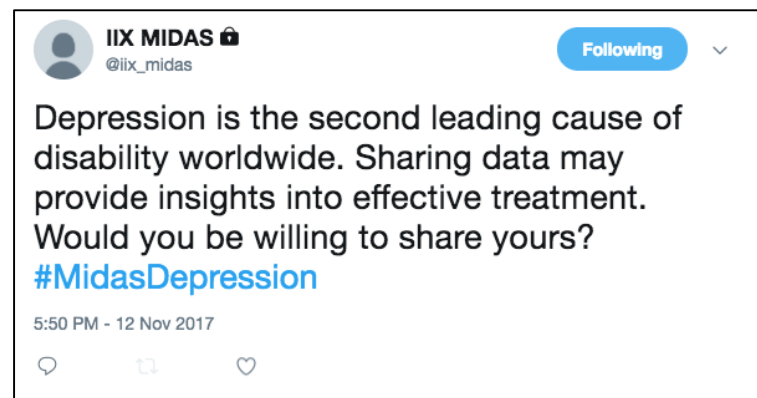 IIX MIDAS
@iix_midas
Following
Depression is the second leading cause of
disability worldwide. Sharing data may
provide insights into effective treatment.
Would you be willing to share yours?
#MidasDepression
5:50 PM - 12 Nov 2017